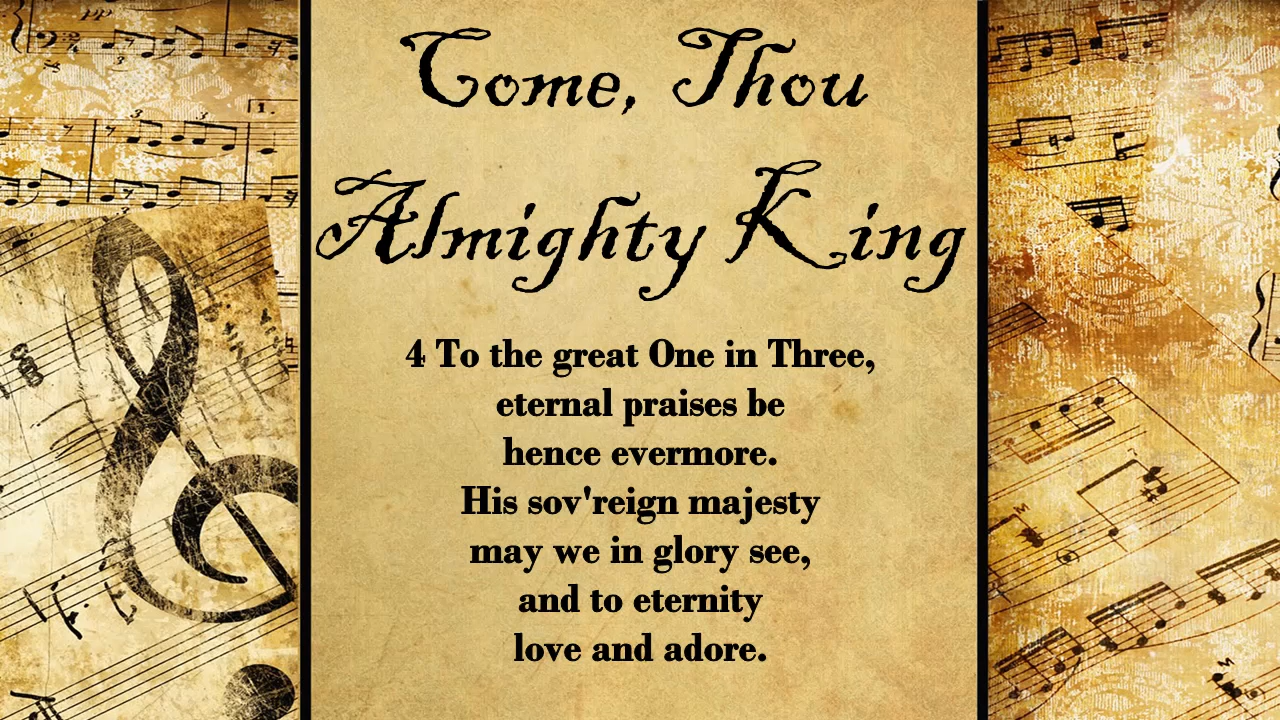 Come, Thou
Almighty King
4 To the great One in Three,
eternal praises be
hence evermore.
His sov'reign majesty
may we in glory see,
and to eternity
love and adore.